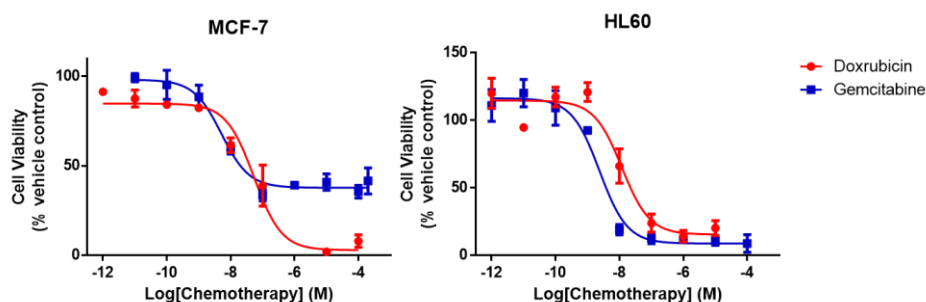 MCF-7
Cell Viability
(% vehicle control)
100
50
0
-12 -10 -8 -6 -4
Log[Chemotherapy] (M)
HL60
Cell Viability
(% vehicle control)
150
100
50
0
-12 -10 -8 -6 -4
Log[Chemotherapy] (M)
Doxrubicin
Gemcitabine